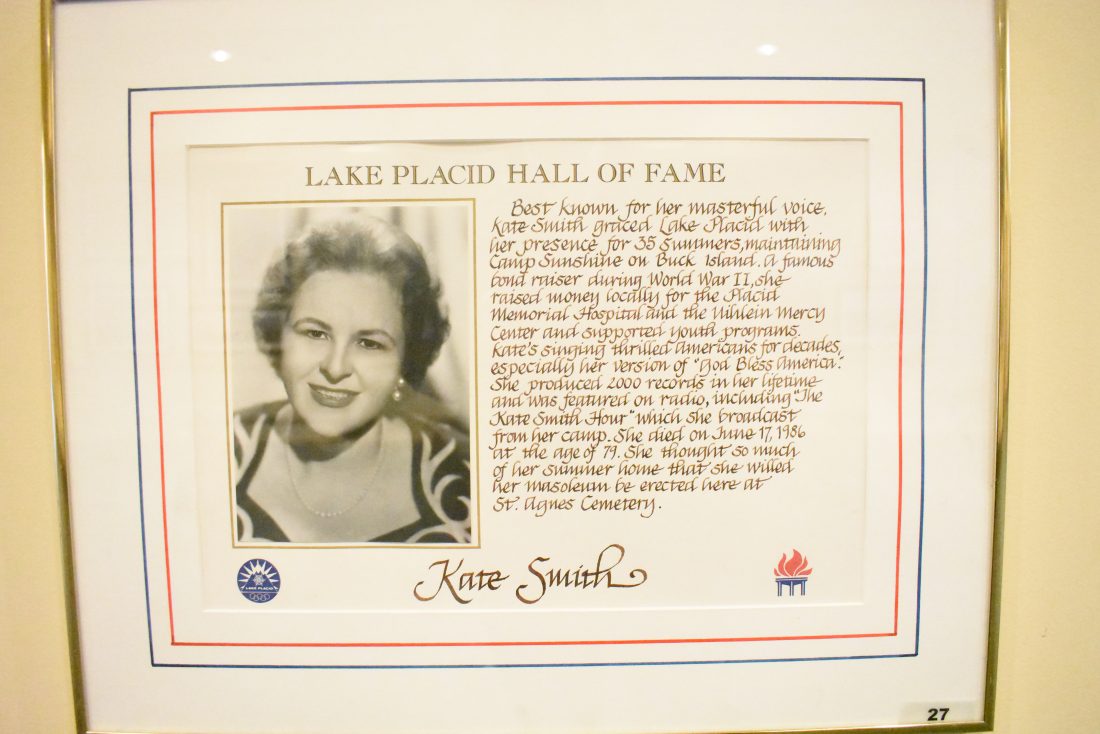 LAKE PLACID HALL OF FAME
Best known for her masterful voice,
Kate Smith graced Lake Placid with
her presence for 35 summers, maintaining
Camp Sunshine on Buck Island. A famous
bond raiser during World War II, she
raised money locally for the Placid
Memorial Hospital and the Uihlein Mercy
Center and supported youth programs.
Kate's singing thrilled Americans for decades,
especially her version of "God Bless America".
She produced 2000 records in her lifetime
and was featured on radio, including "The
Kate Smith Hour" which she broadcast
from her camp. She died on June 17, 1986
at the age of 79. She thought so much
of her summer home that she willed
her masoleum be erected here at
St. Agnes Cemetery.
LAKE PLACID
Kate Smith
27